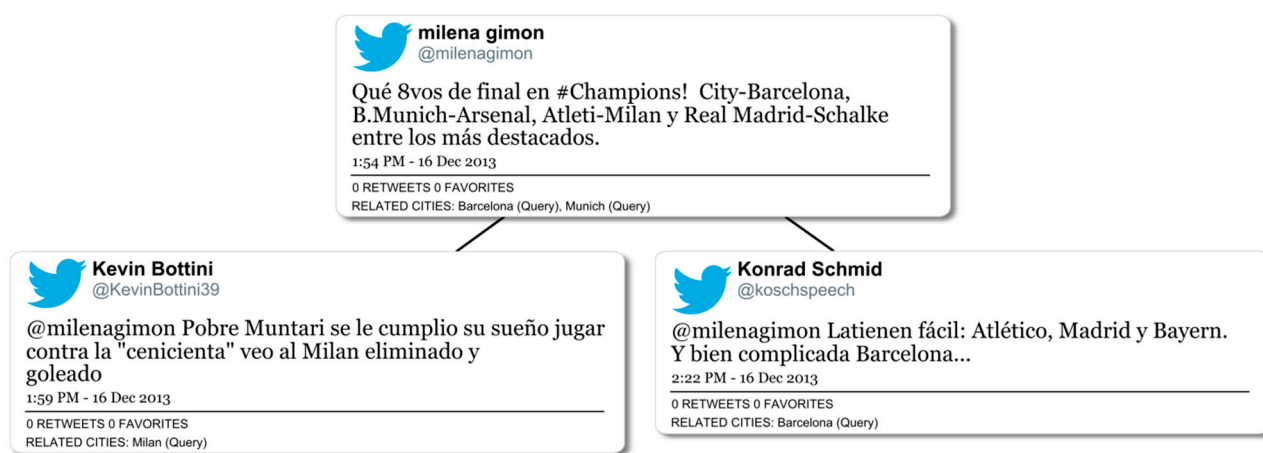 milena gimon
@milenagimon
Qué 8vos de final en #Champions! City-Barcelona,
B.Munich-Arsenal, Atleti-Milan y Real Madrid-Schalke
entre los más destacados.
1:54 PM - 16 Dec 2013
0 RETWEETS 0 FAVORITES
RELATED CITIES: Barcelona (Query), Munich (Query)
Kevin Bottini
@KevinBottini39
@milenagimon Pobre Muntari se le cumplio su sueño jugar
contra la "cenicienta" veo al Milan eliminado y
goleado
1:59 PM - 16 Dec 2013
0 RETWEETS 0 FAVORITES
RELATED CITIES: Milan (Query)
Konrad Schmid
@koschspeech
@milenagimon Latienen fácil: Atlético, Madrid y Bayern.
Y bien complicada Barcelona...
2:22 PM - 16 Dec 2013
0 RETWEETS 0 FAVORITES
RELATED CITIES: Barcelona (Query)